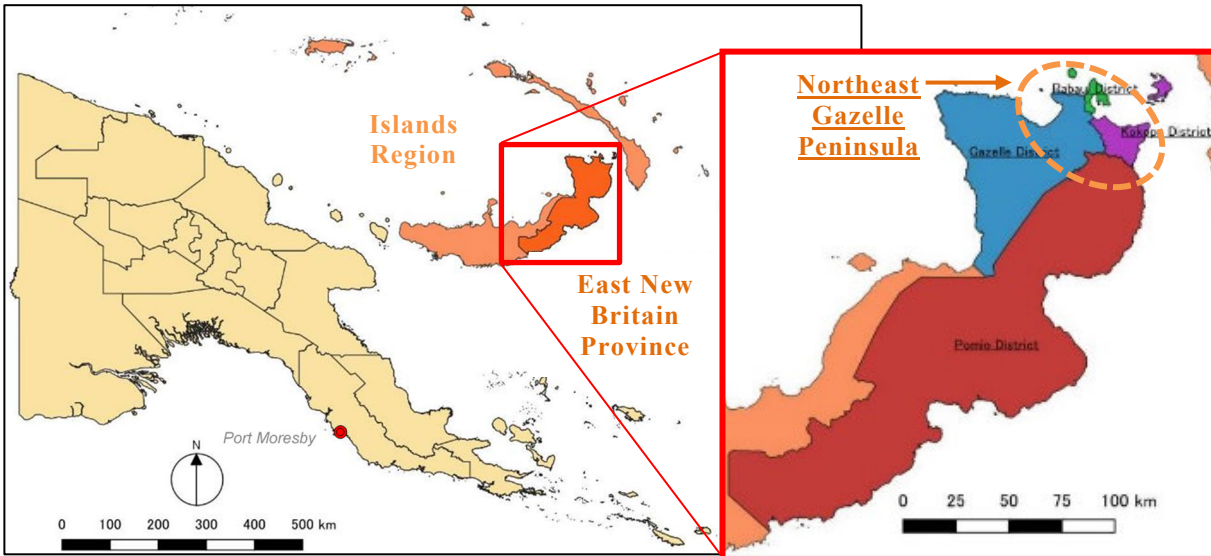 Islands
Region
East New
Britain
Province
Port Moresby
N
0 100 200 300 400 500 km
Northeast
Gazelle
Peninsula
Rabaul District
Kokopo District
Gazelle District
Pomio District
0 25 50 75 100 km